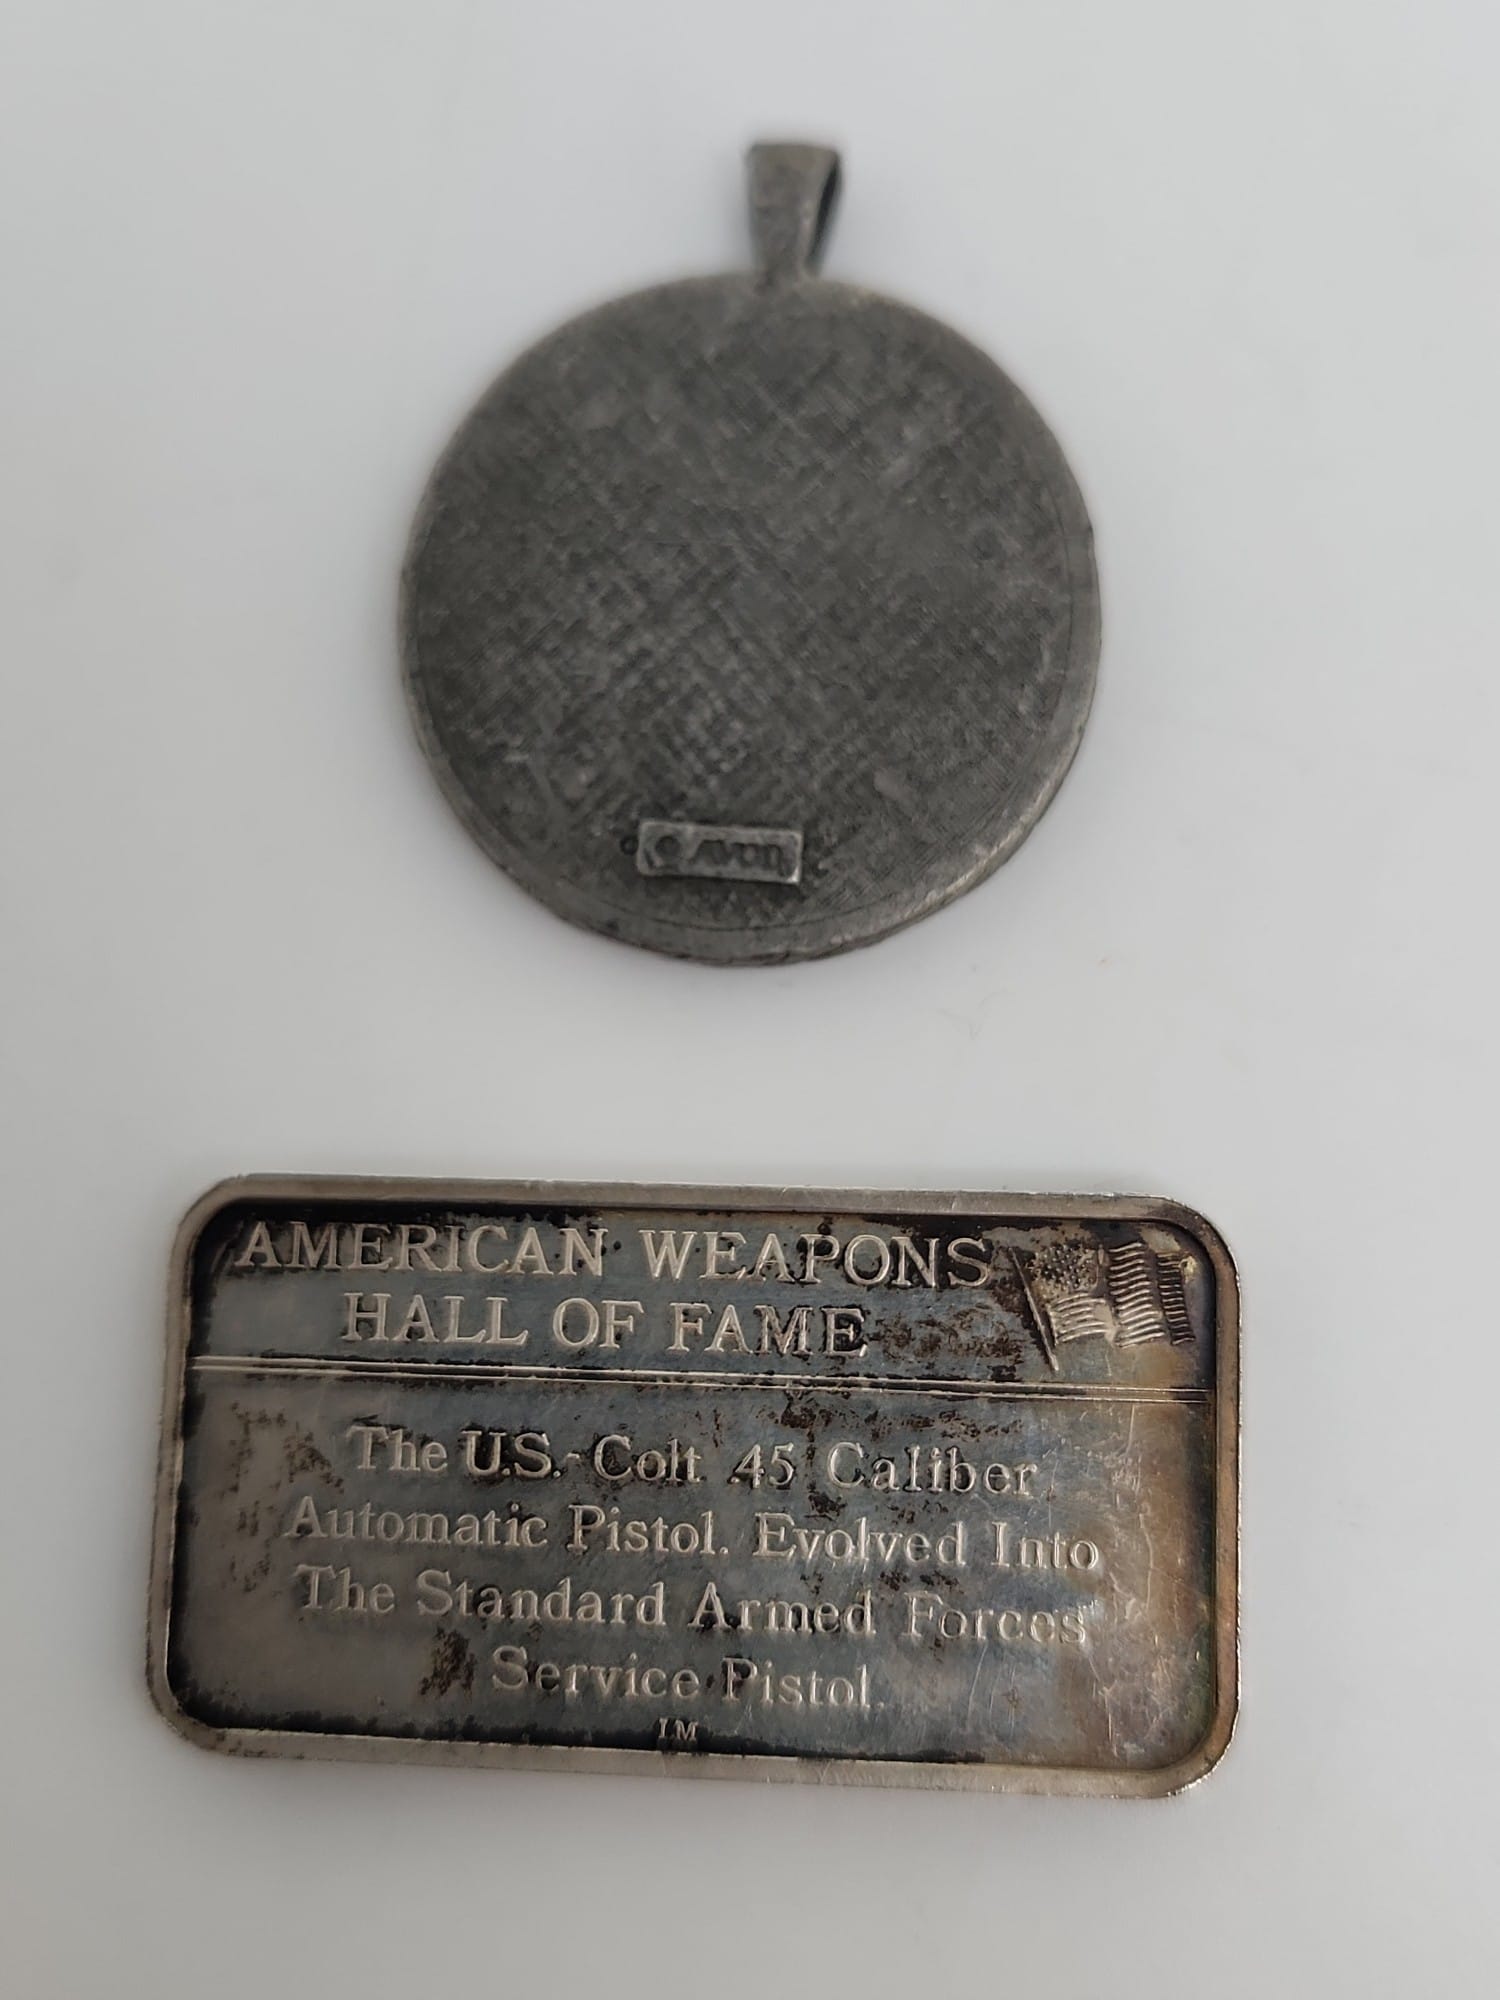 © AVON
AMERICAN WEAPONS
HALL OF FAME
The U.S.-Colt .45 Caliber
Automatic Pistol. Evolved Into
The Standard Armed Forces
Service Pistol.
IM